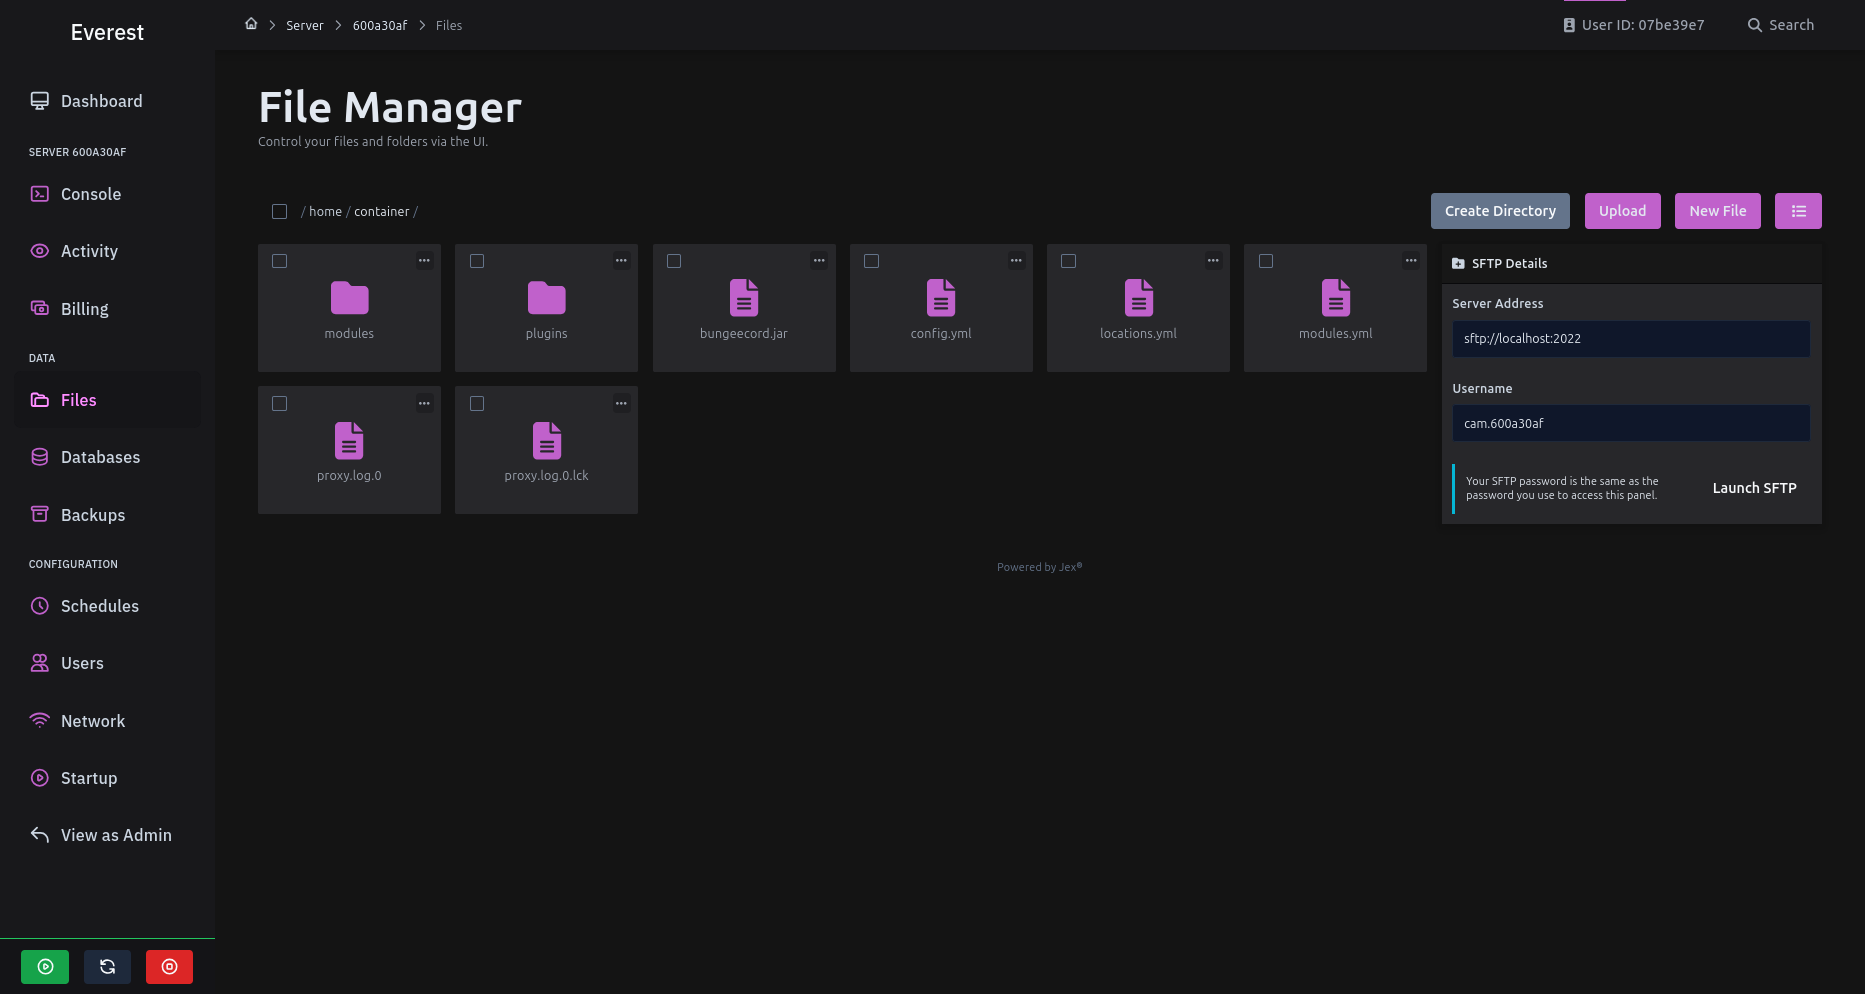 Everest
Dashboard
SERVER 600A30AF
Console
Activity
Billing
DATA
Files
Databases
Backups
CONFIGURATION
Schedules
Users
Network
Startup
View as Admin
Server
600a30af
Files
User ID: 07be39e7
Search
File Manager
Control your files and folders via the UI.
/ home / container /
Create Directory
Upload
New File
modules
plugins
bungeecord.jar
config.yml
locations.yml
modules.yml
proxy.log.0
proxy.log.0.lck
SFTP Details
Server Address
sftp://localhost:2022
Username
cam.600a30af
Your SFTP password is the same as the
password you use to access this panel.
Launch SFTP
Powered by Jex®